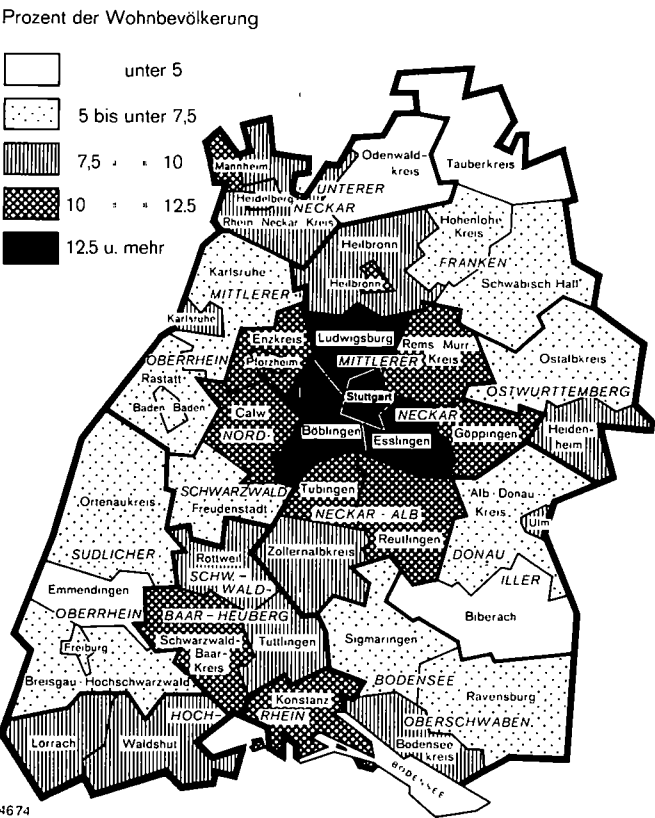 Prozent der Wohnbevölkerung
unter 5
5 bis unter 7,5
7,5 " " 10
10 " " 12.5
12.5 u. mehr
Mannheim
Odenwald-
kreis
Tauberkreis
UNTERER
Heidelberg
NECKAR
Rhein Neckar Kreis
Hohenlohe
Kreis
Heilbronn
FRANKEN
Heilbronn
Schwäbisch Hall
Karlsruhe
MITTLERER
Karlsruhe
Enzkreis
Ludwigsburg
Rems Murr
Kreis
MITTLERER
OBERRHEIN
Pforzheim
Ostalbkreis
Rastatt
Stuttgart
OSTWURTTEMBERG
Baden Baden
Calw
NECKAR
NORD-
Böblingen
Esslingen
Göppingen
Heiden-
heim
SCHWARZWALD
Freudenstadt
Tübingen
NECKAR - ALB
Reutlingen
Alb - Donau
Kreis
Ulm
Ortenaukreis
SUDLICHER
Rottweil
SCHW.-
WALD-
Zollernalbkreis
DONAU
ILLER
Emmendingen
OBERRHEIN
BAAR-HEUBERG
Biberach
Freiburg
Schwarzwald-
Baar-
Kreis
Tuttlingen
Sigmaringen
Breisgau - Hochschwarzwald
BODENSEE
Ravensburg
Konstanz
HOCH-
RHEIN
OBERSCHWABEN
Lorrach
Waldshut
Bodensee
kreis
BODENSEE
4674